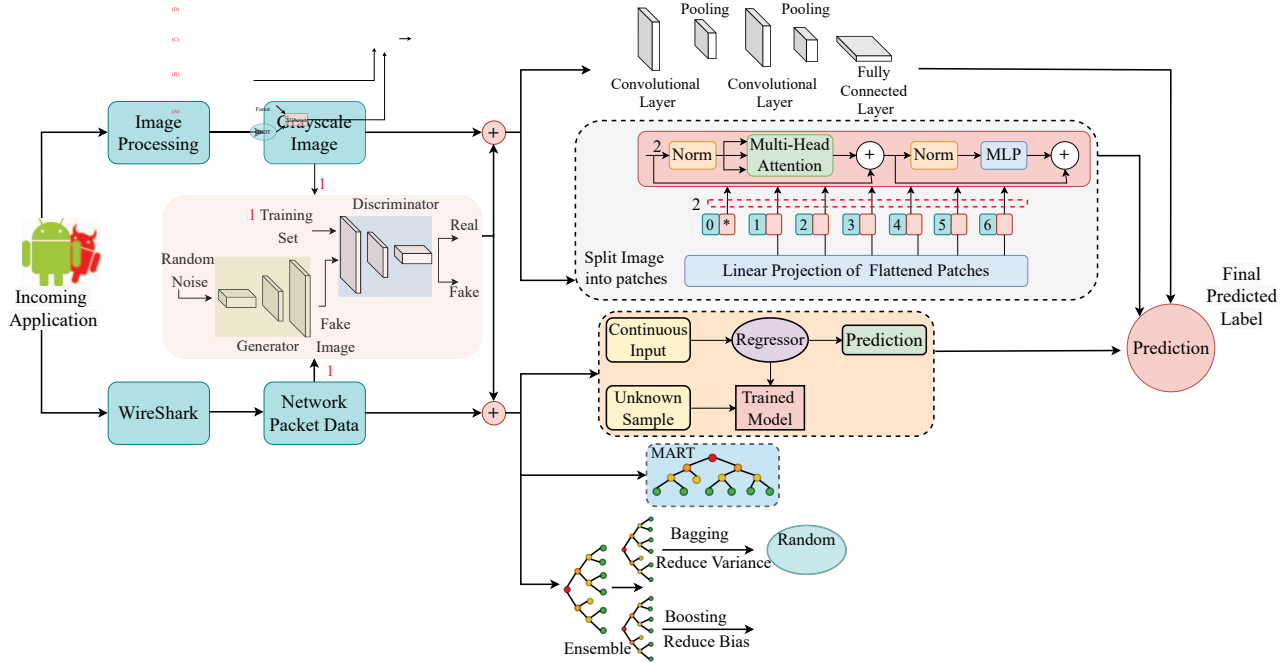 (D)
(C)
(B)
(A)
Pooling
Pooling
Convolutional
Layer
Convolutional
Layer
Fully
Connected
Layer
Image
Processing
Forest
Grayscale
Image
+
2
Norm
Multi-Head
Attention
+
Norm
MLP
+
2
0
*
1
2
3
4
5
6
Linear Projection of Flattened Patches
Split Image
into patches
1
1 Training
Set
Discriminator
Real
Fake
Random
Noise
Generator
Fake
Image
1
Incoming
Application
WireShark
Network
Packet Data
+
Continuous
Input
Regressor
Prediction
Unknown
Sample
Trained
Model
Final
Predicted
Label
Prediction
MART
Bagging
Reduce Variance
Random
Boosting
Reduce Bias
Ensemble